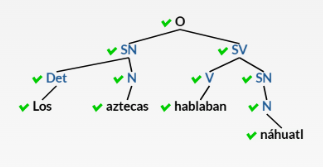 O
SN SV
Det N V SN
Los aztecas hablaban N
náhuatl